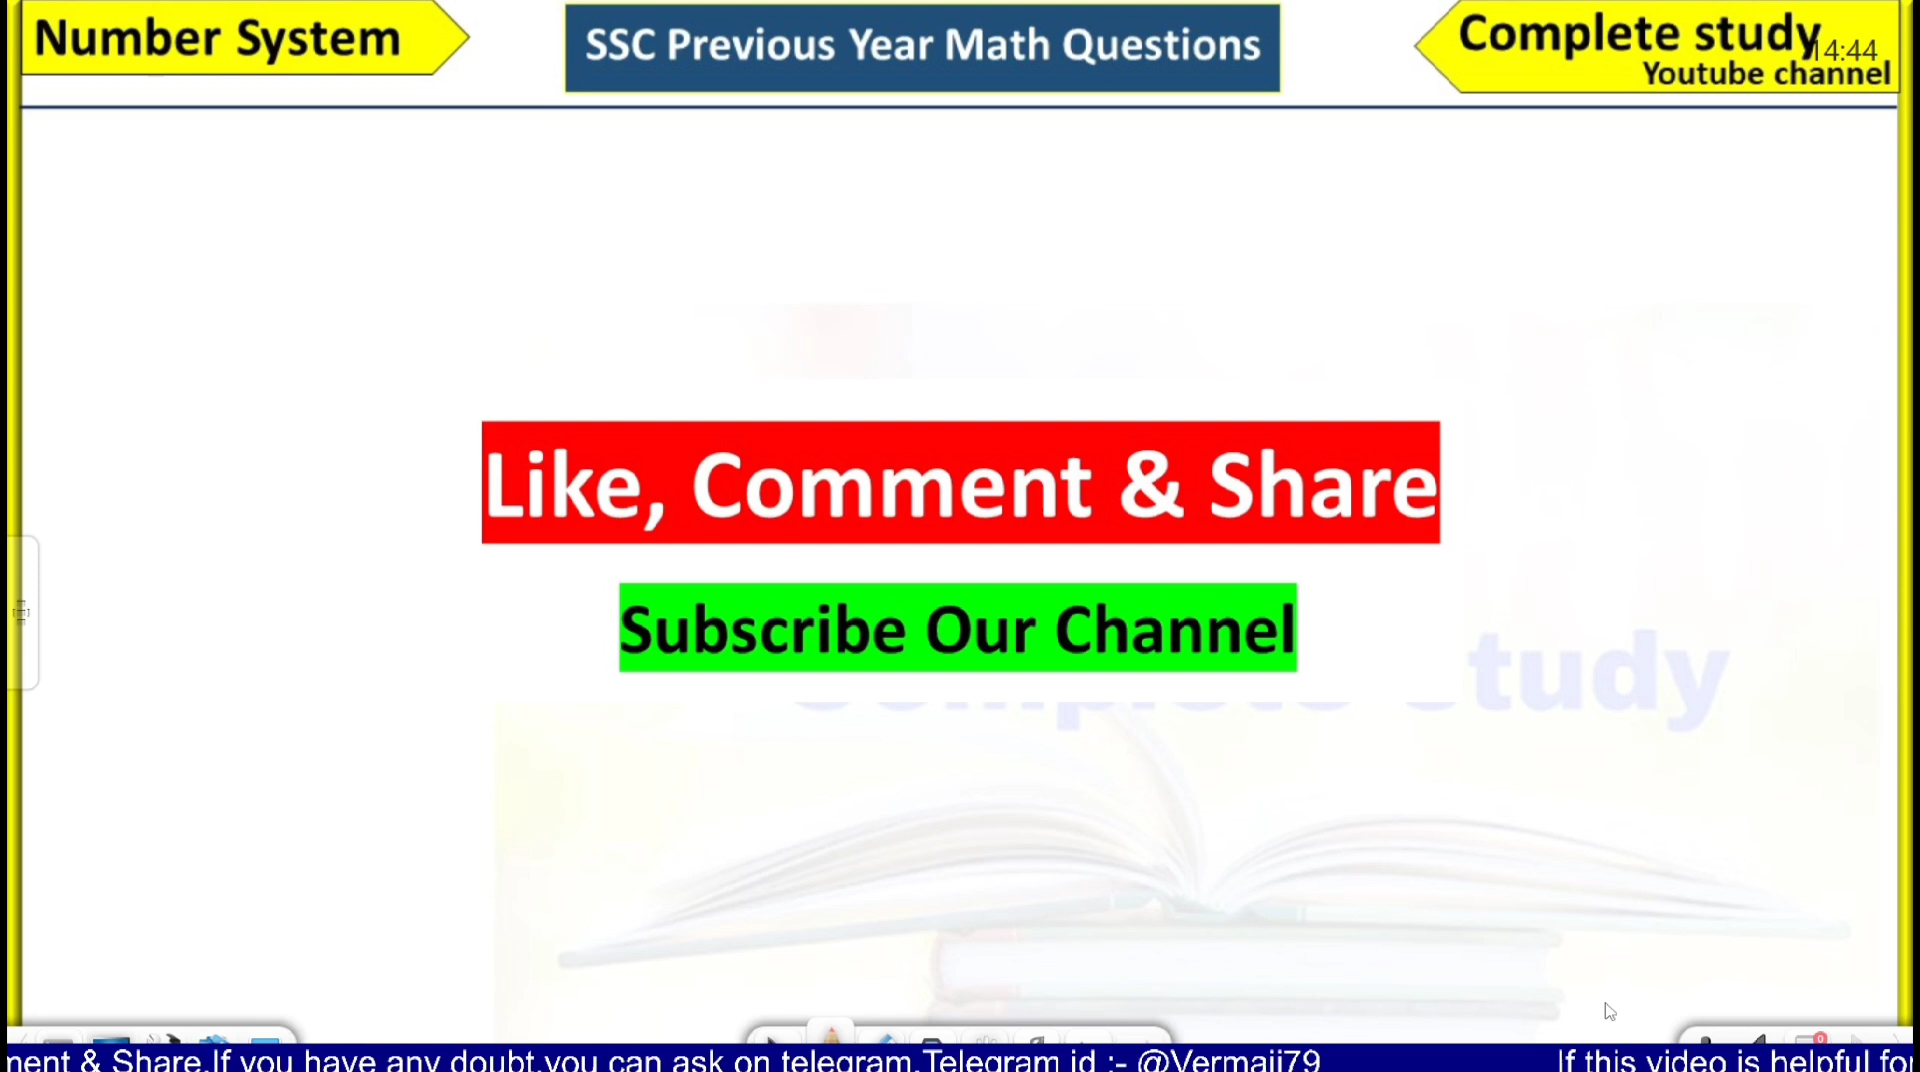 Number System
SSC Previous Year Math Questions
Complete study
14:44
Youtube channel
Like, Comment & Share
Subscribe Our Channel
study
& Share.If you have any doubt,you can ask on telegram.Telegram id :- @Vermaji79 If this video is helpful